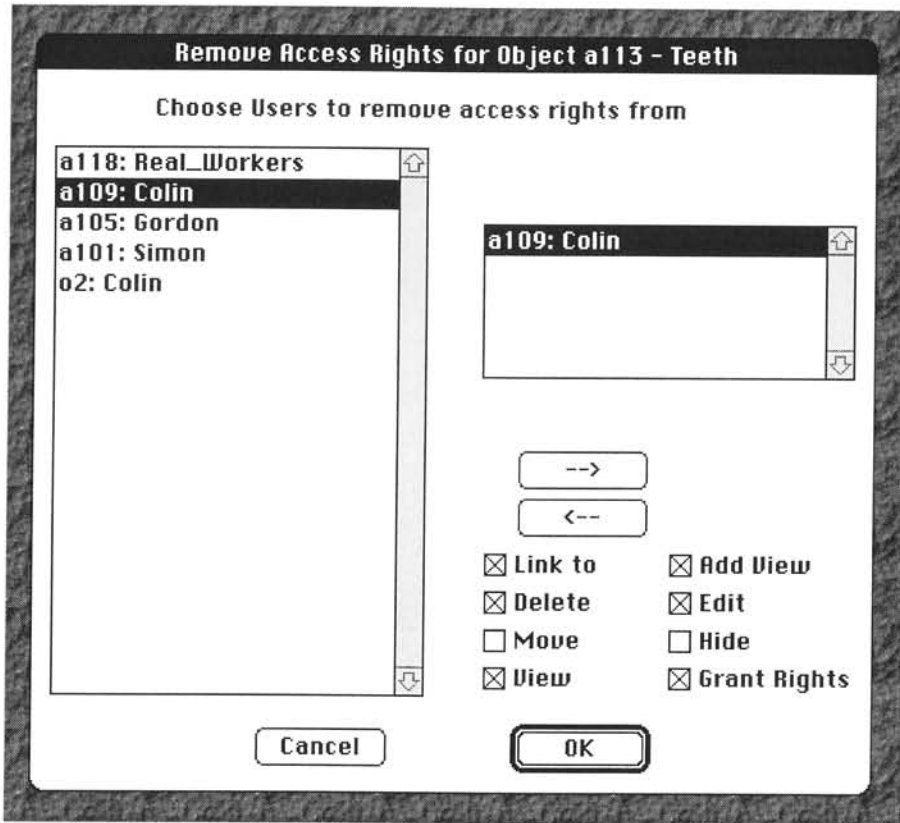 Remove Access Rights for Object a113 - Teeth
Choose Users to remove access rights from
a118: Real_Workers
a109: Colin
a105: Gordon
a101: Simon
o2: Colin
a109: Colin
-->
<--
Link to
Add View
Delete
Edit
Move
Hide
View
Grant Rights
Cancel
OK